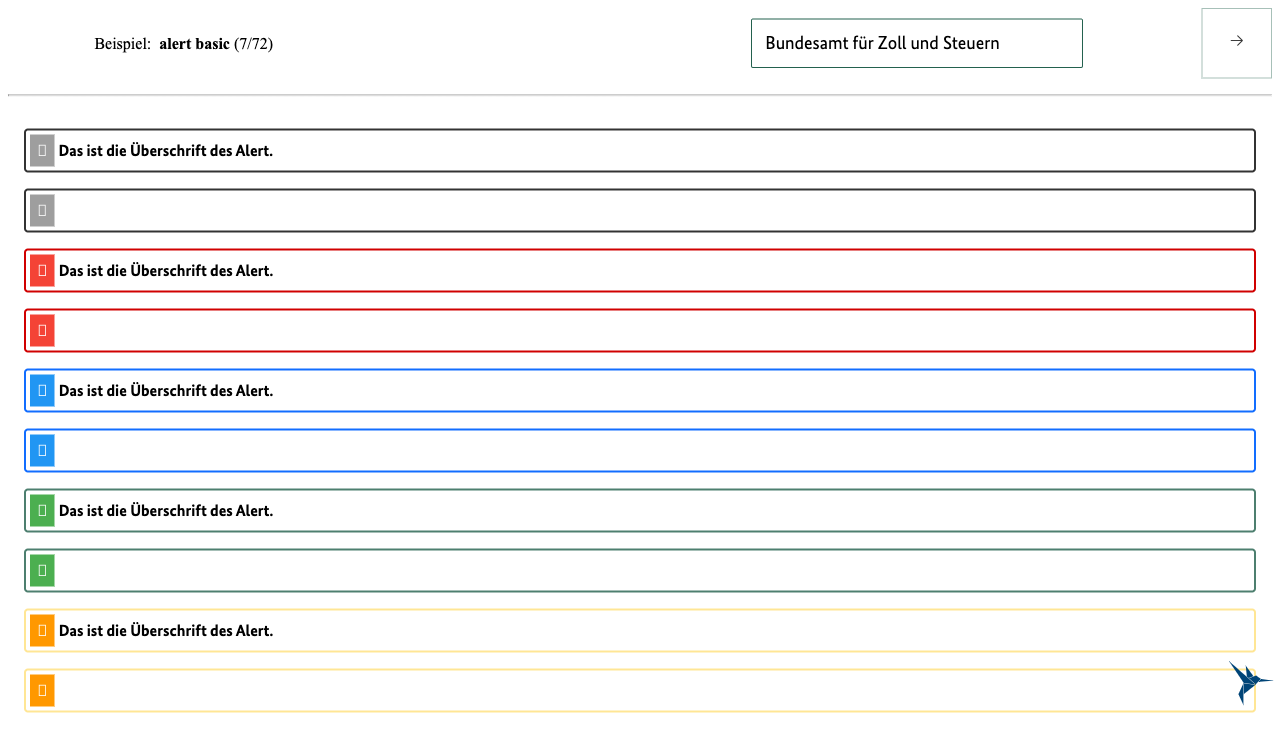 Beispiel: alert basic (7/72)
Bundesamt für Zoll und Steuern
→
Das ist die Überschrift des Alert.
Das ist die Überschrift des Alert.
Das ist die Überschrift des Alert.
Das ist die Überschrift des Alert.
Das ist die Überschrift des Alert.